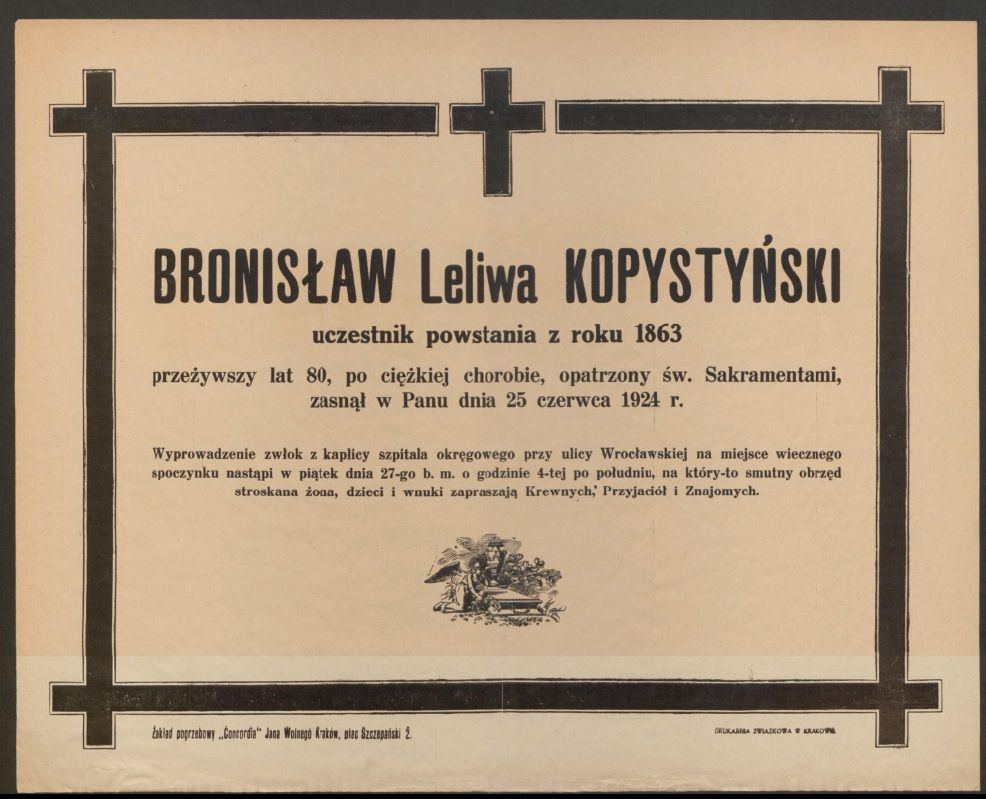 BRONISŁAW Leliwa KOPYSTYŃSKI
uczestnik powstania z roku 1863
przeżywszy lat 80, po ciężkiej chorobie, opatrzony św. Sakramentami,
zasnął w Panu dnia 25 czerwca 1924 r.
Wyprowadzenie zwłok z kaplicy szpitala okręgowego przy ulicy Wrocławskiej na miejsce wiecznego
spoczynku nastąpi w piątek dnia 27-go b. m. o godzinie 4-tej po południu, na który-to smutny obrzęd
stroskana żona, dzieci i wnuki zapraszają Krewnych, Przyjaciół i Znajomych.
Zakład pogrzebowy „Concordia" Jana Wolnego Kraków, plac Szczepański 2.
DRUKARNIA ZWIĄZKOWA W KRAKOWIE.